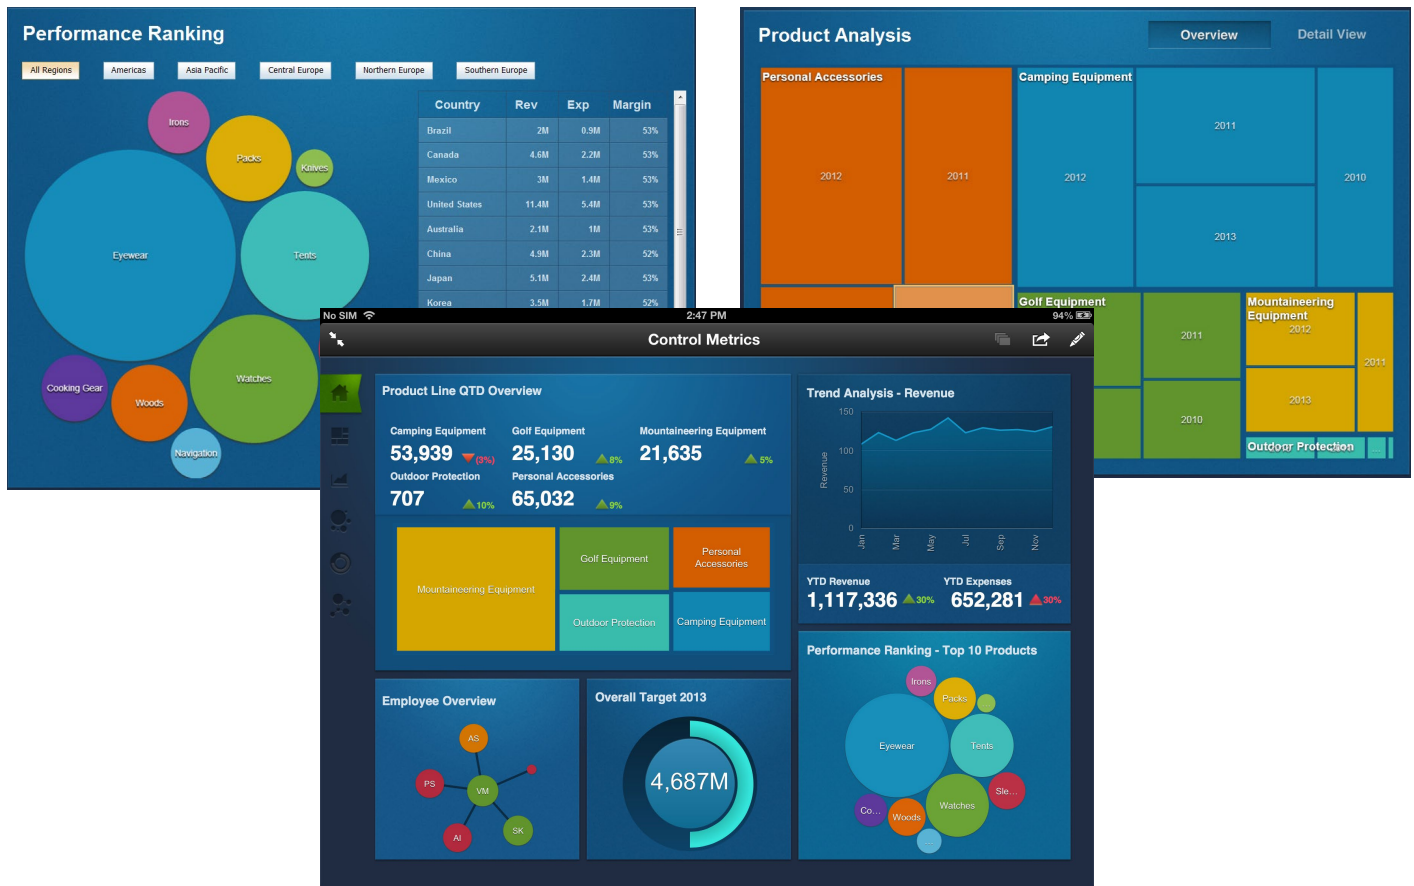 Performance Ranking
All Regions
Americas
Asia Pacific
Central Europe
Northern Europe
Southern Europe
Irons
Packs
Knives
Eyewear
Tents
Watches
Cooking Gear
Woods
Navigation
Country Rev Exp Margin
Brazil 2M 0.9M 53%
Canada 4.6M 2.2M 53%
Mexico 3M 1.4M 53%
United States 11.4M 5.4M 53%
Australia 2.1M 1M 53%
China 4.9M 2.3M 52%
Japan 5.1M 2.4M 53%
Korea 3.5M 1.7M 52%
Product Analysis
Overview
Detail View
Personal Accessories
2012
2011
Camping Equipment
2012
2011
2013
2010
Golf Equipment
2011
2010
Mountaineering
Equipment
2012
2013
2011
Outdoor Protection
...
No SIM
2:47 PM
94%
Control Metrics
Product Line QTD Overview
Camping Equipment
53,939 (3%)
Golf Equipment
25,130 8%
Mountaineering Equipment
21,635 5%
Outdoor Protection
707 10%
Personal Accessories
65,032 9%
Mountaineering Equipment
Golf Equipment
Personal
Accessories
Outdoor Protection
Camping Equipment
Trend Analysis - Revenue
150
100
50
0
Revenue
Jan
Mar
May
Jul
Sep
Nov
YTD Revenue
1,117,336 30%
YTD Expenses
652,281 30%
Employee Overview
AS
PS
VM
AI
SK
Overall Target 2013
4,687M
Performance Ranking - Top 10 Products
Irons
Packs
Eyewear
Tents
Sle...
Watches
Co...
Woods